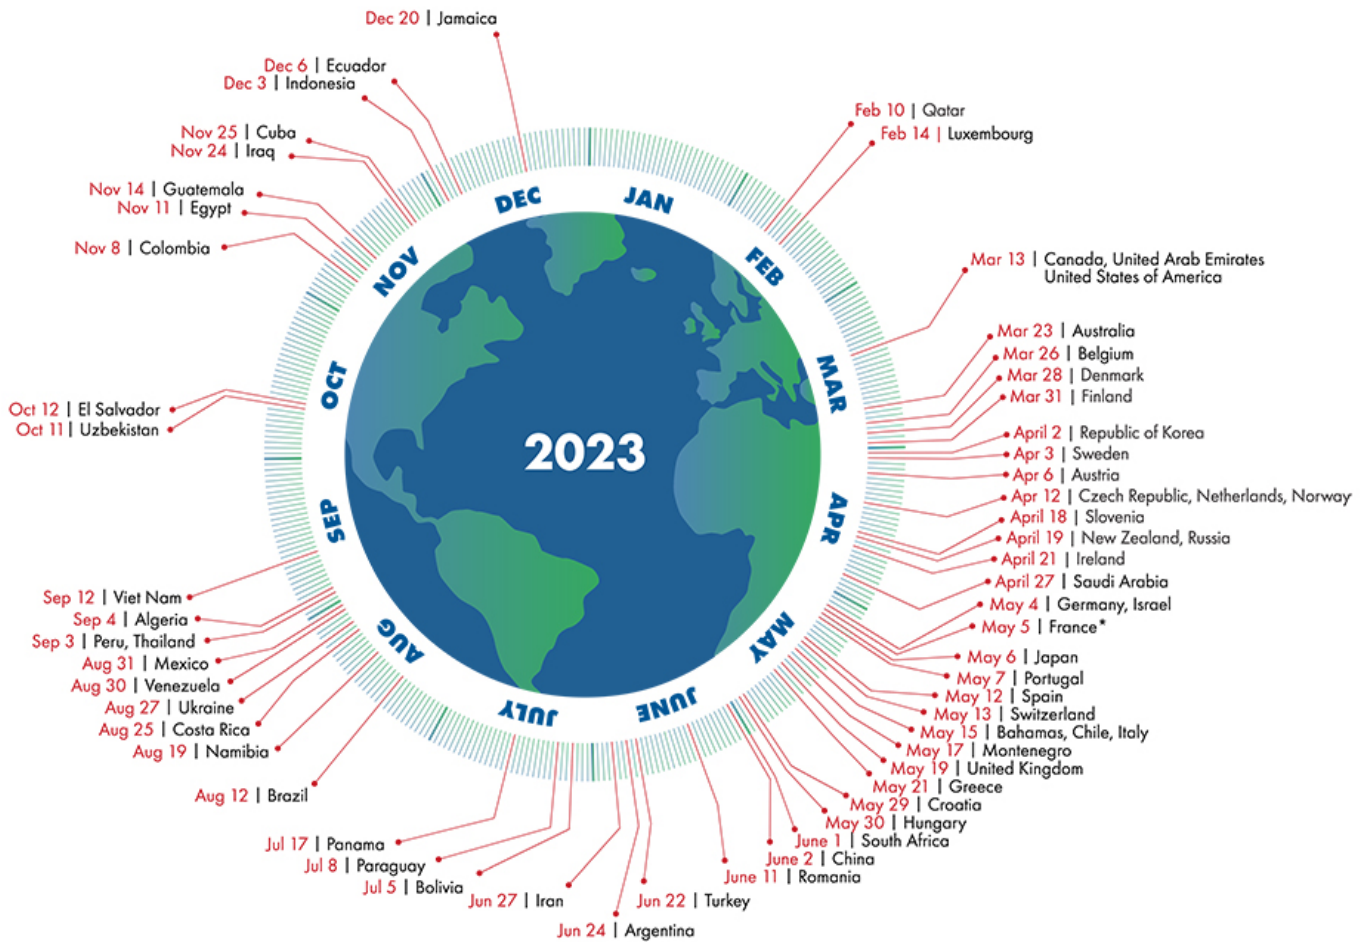 Dec 20 | Jamaica
Dec 6 | Ecuador
Dec 3 | Indonesia
Nov 25 | Cuba
Nov 24 | Iraq
Nov 14 | Guatemala
Nov 11 | Egypt
Nov 8 | Colombia
Oct 12 | El Salvador
Oct 11 | Uzbekistan
Sep 12 | Viet Nam
Sep 4 | Algeria
Sep 3 | Peru, Thailand
Aug 31 | Mexico
Aug 30 | Venezuela
Aug 27 | Ukraine
Aug 25 | Costa Rica
Aug 19 | Namibia
Aug 12 | Brazil
Jul 17 | Panama
Jul 8 | Paraguay
Jul 5 | Bolivia
Jun 27 | Iran
Jun 24 | Argentina
Jun 22 | Turkey
Feb 10 | Qatar
Feb 14 | Luxembourg
Mar 13 | Canada, United Arab Emirates
United States of America
Mar 23 | Australia
Mar 26 | Belgium
Mar 28 | Denmark
Mar 31 | Finland
April 2 | Republic of Korea
Apr 3 | Sweden
Apr 6 | Austria
Apr 12 | Czech Republic, Netherlands, Norway
April 18 | Slovenia
April 19 | New Zealand, Russia
April 21 | Ireland
April 27 | Saudi Arabia
May 4 | Germany, Israel
May 5 | France*
May 6 | Japan
May 7 | Portugal
May 12 | Spain
May 13 | Switzerland
May 15 | Bahamas, Chile, Italy
May 17 | Montenegro
May 19 | United Kingdom
May 21 | Greece
May 29 | Croatia
May 30 | Hungary
June 1 | South Africa
June 2 | China
June 11 | Romania
JAN
FEB
MAR
APR
MAY
JUNE
JULY
AUG
SEP
OCT
NOV
DEC
2023